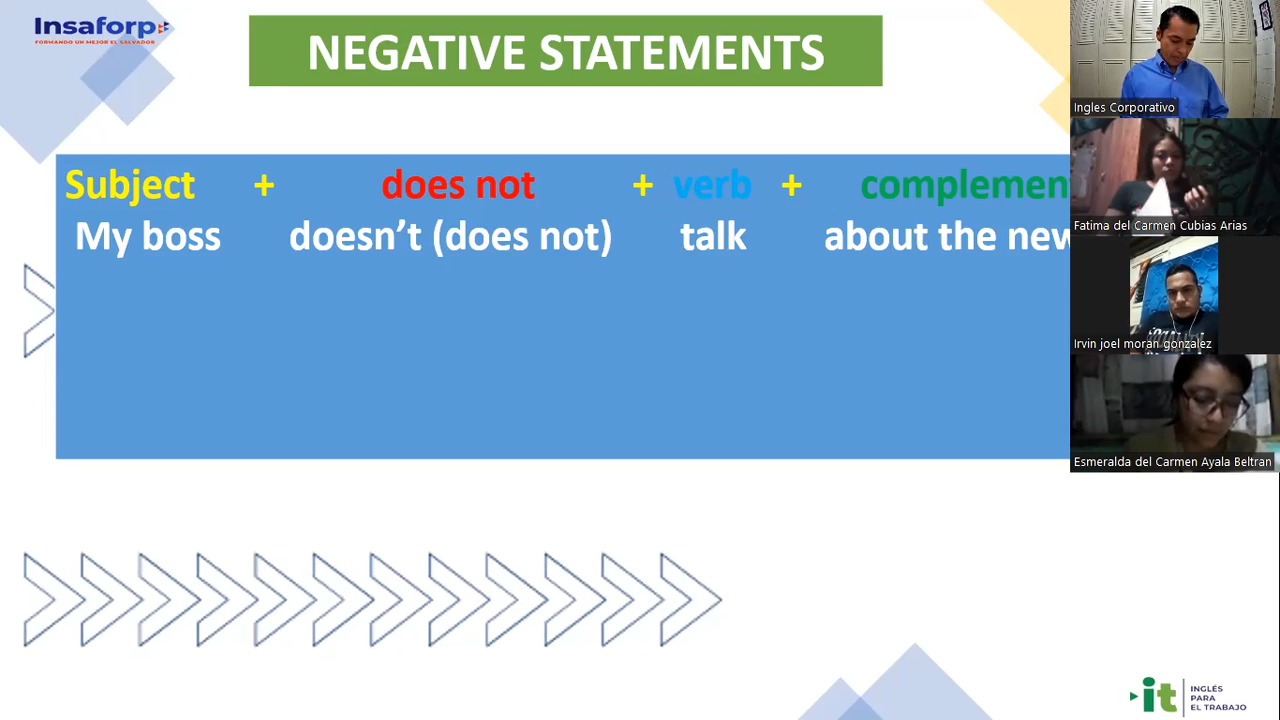 Insaforp
FORMANDO UN MEJOR EL SALVADOR
NEGATIVE STATEMENTS
Subject + does not + verb + complemen
My boss doesn't (does not) talk about the new
Ingles Corporativo
Fatima del Carmen Cubias Arias
Irvin joel moran gonzalez
Esmeralda del Carmen Ayala Beltran
it
INGLÉS
PARA
EL TRABAJO